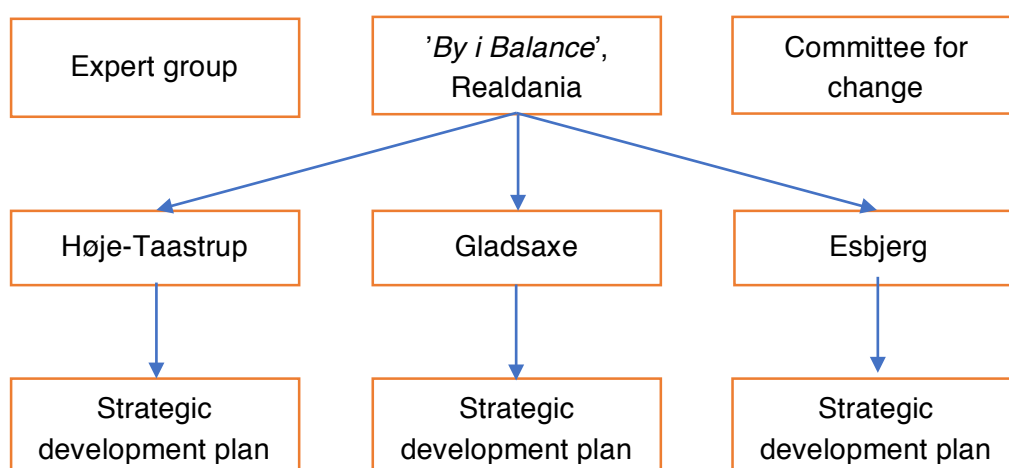 Expert group
’By i Balance’,
Realdania
Committee for
change
Høje-Taastrup
Gladsaxe
Esbjerg
Strategic
development plan
Strategic
development plan
Strategic
development plan